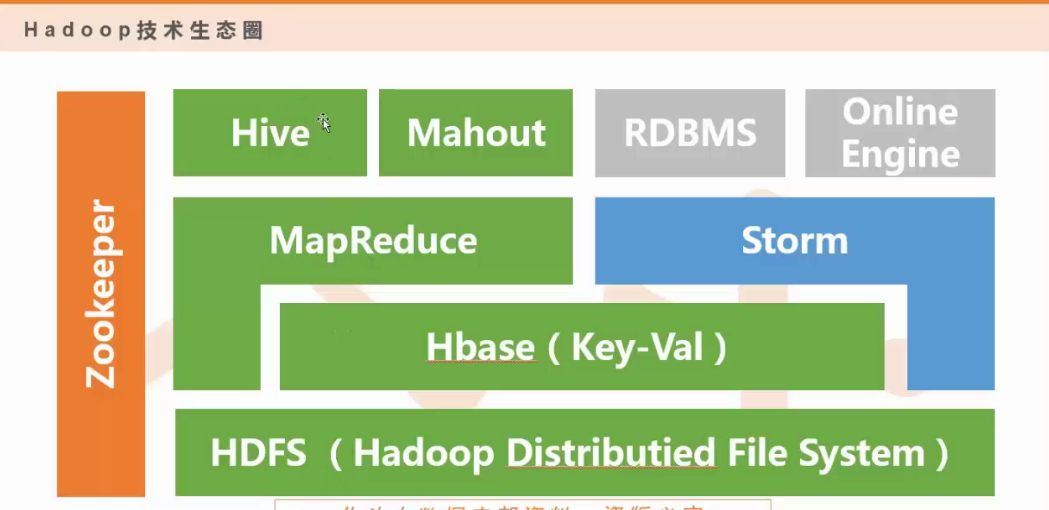 Hadoop技术生态圈
Zookeeper
Hive
Mahout
RDBMS
Online
Engine
MapReduce
Storm
Hbase（Key-Val）
HDFS （Hadoop Distributied File System）